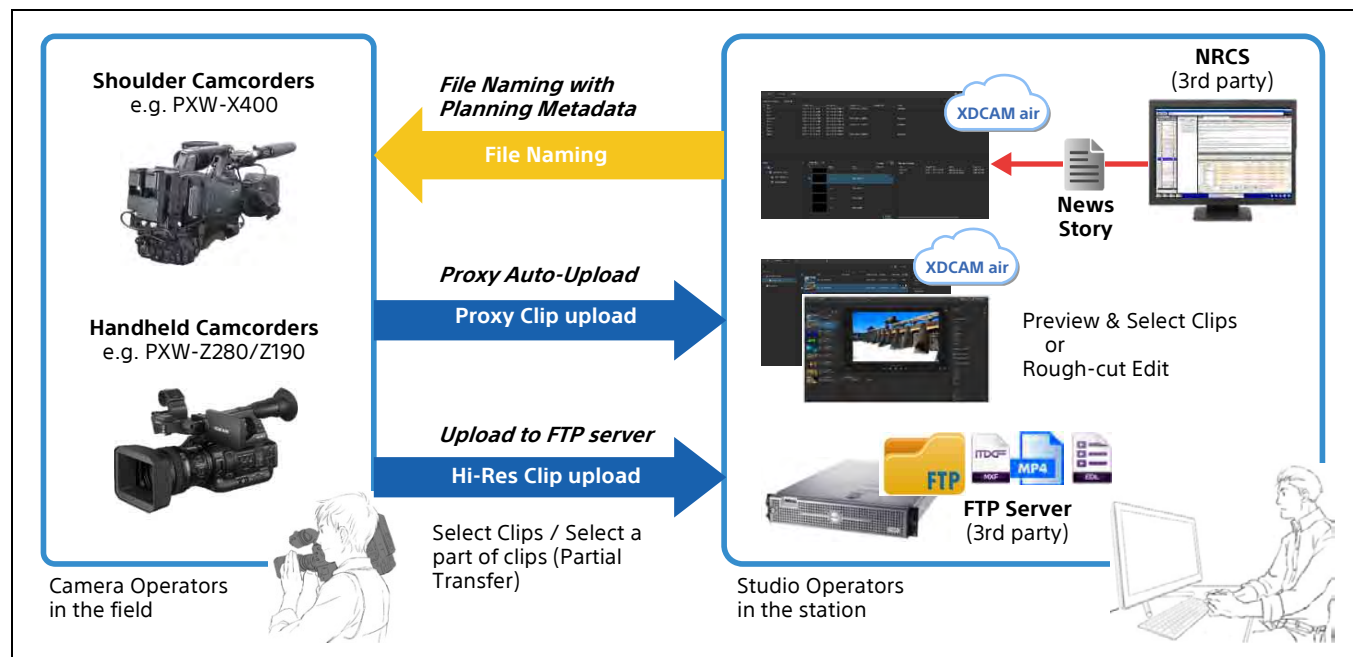 Shoulder Camcorders
e.g. PXW-X400
Handheld Camcorders
e.g. PXW-Z280/Z190
Camera Operators
in the field
File Naming with
Planning Metadata
File Naming
Proxy Auto-Upload
Proxy Clip upload
Upload to FTP server
Hi-Res Clip upload
Select Clips / Select a
part of clips (Partial
Transfer)
XDCAM air
NRCS
(3rd party)
News
Story
XDCAM air
Preview & Select Clips
or
Rough-cut Edit
FTP
MXF
MP4
EDL
FTP Server
(3rd party)
Studio Operators
in the station